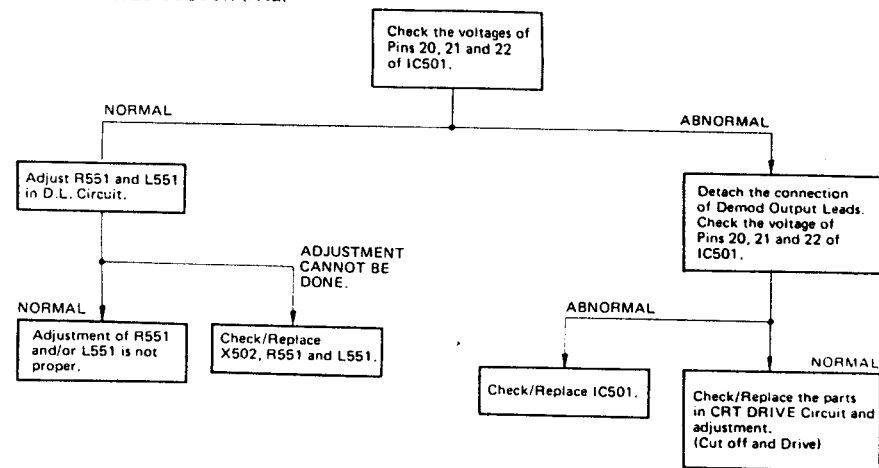 Check the voltages of
Pins 20, 21 and 22
of IC501.
NORMAL
ABNORMAL
Adjust R551 and L551
in D.L. Circuit.
Detach the connection
of Demod Output Leads.
Check the voltage of
Pins 20, 21 and 22 of
IC501.
ADJUSTMENT
CANNOT BE
DONE.
NORMAL
Adjustment of R551
and/or L551 is not
proper.
Check/Replace
X502, R551 and L551.
ABNORMAL
NORMAL
Check/Replace IC501.
Check/Replace the parts
in CRT DRIVE Circuit and
adjustment.
(Cut off and Drive)